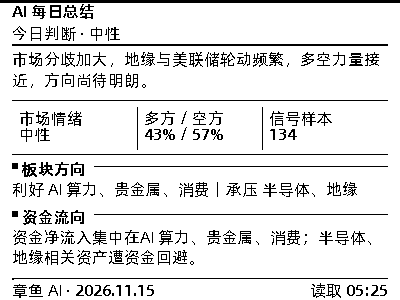 AI 每日总结
今日判断 · 中性
市场分歧加大，地缘与美联储轮动频繁，多空力量接
近，方向尚待明朗。
市场情绪
中性
多方 / 空方
43% / 57%
信号样本
134
板块方向
利好 AI 算力、贵金属、消费｜承压 半导体、地缘
资金流向
资金净流入集中在AI 算力、贵金属、消费；半导体、
地缘相关资产遭资金回避。
章鱼 AI · 2026.11.15
读取 05:25